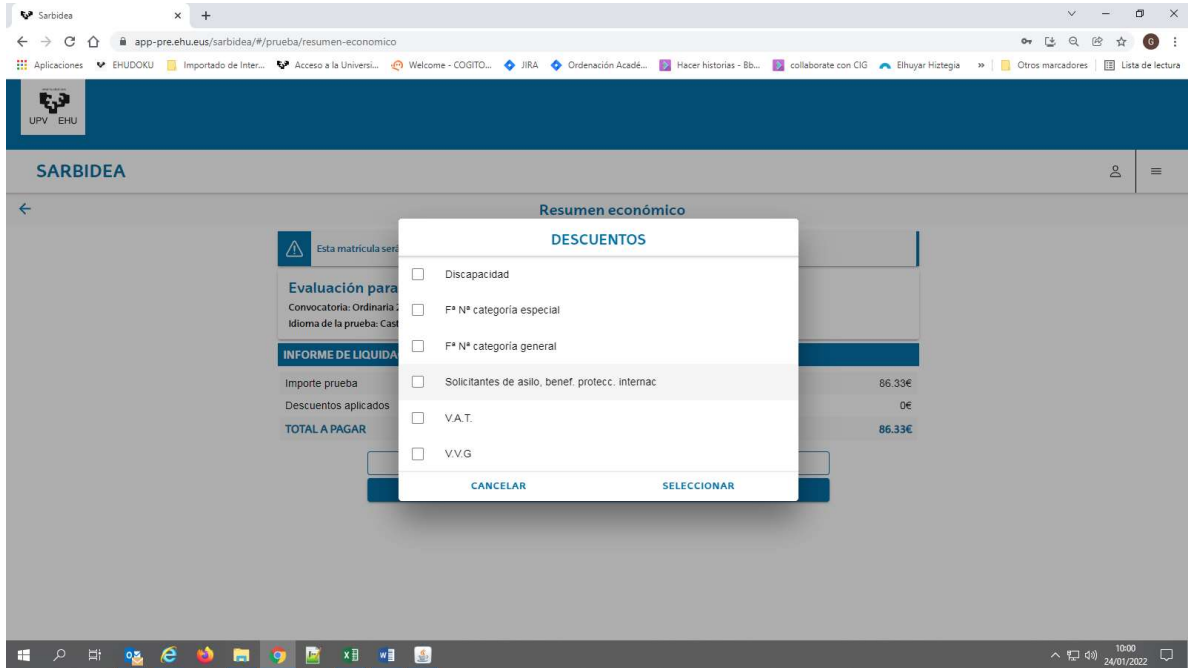 Sarbidea
app-pre.ehu.eus/sarbidea/#/prueba/resumen-economico
G
Aplicaciones EHUDOKU Importado de Inter... Acceso a la Universi... Welcome - COGITO... JIRA Ordenación Acadé... Hacer historias - Bb... collaborate con CIG Elhuyar Hiztegia » Otros marcadores Lista de lectura
UPV EHU
SARBIDEA
Resumen económico
Esta matricula será
DESCUENTOS
Discapacidad
Evaluación para
Convocatoria: Ordinaria 2
Fª Nª categoría especial
Idioma de la prueba: Cast
Fª Nª categoría general
INFORME DE LIQUIDA
Importe prueba 86.33€
Solicitantes de asilo, benef. protecc. internac
Descuentos aplicados 0€
V.A.T.
TOTAL A PAGAR 86.33€
V.V.G
CANCELAR SELECCIONAR
10:00
24/01/2022